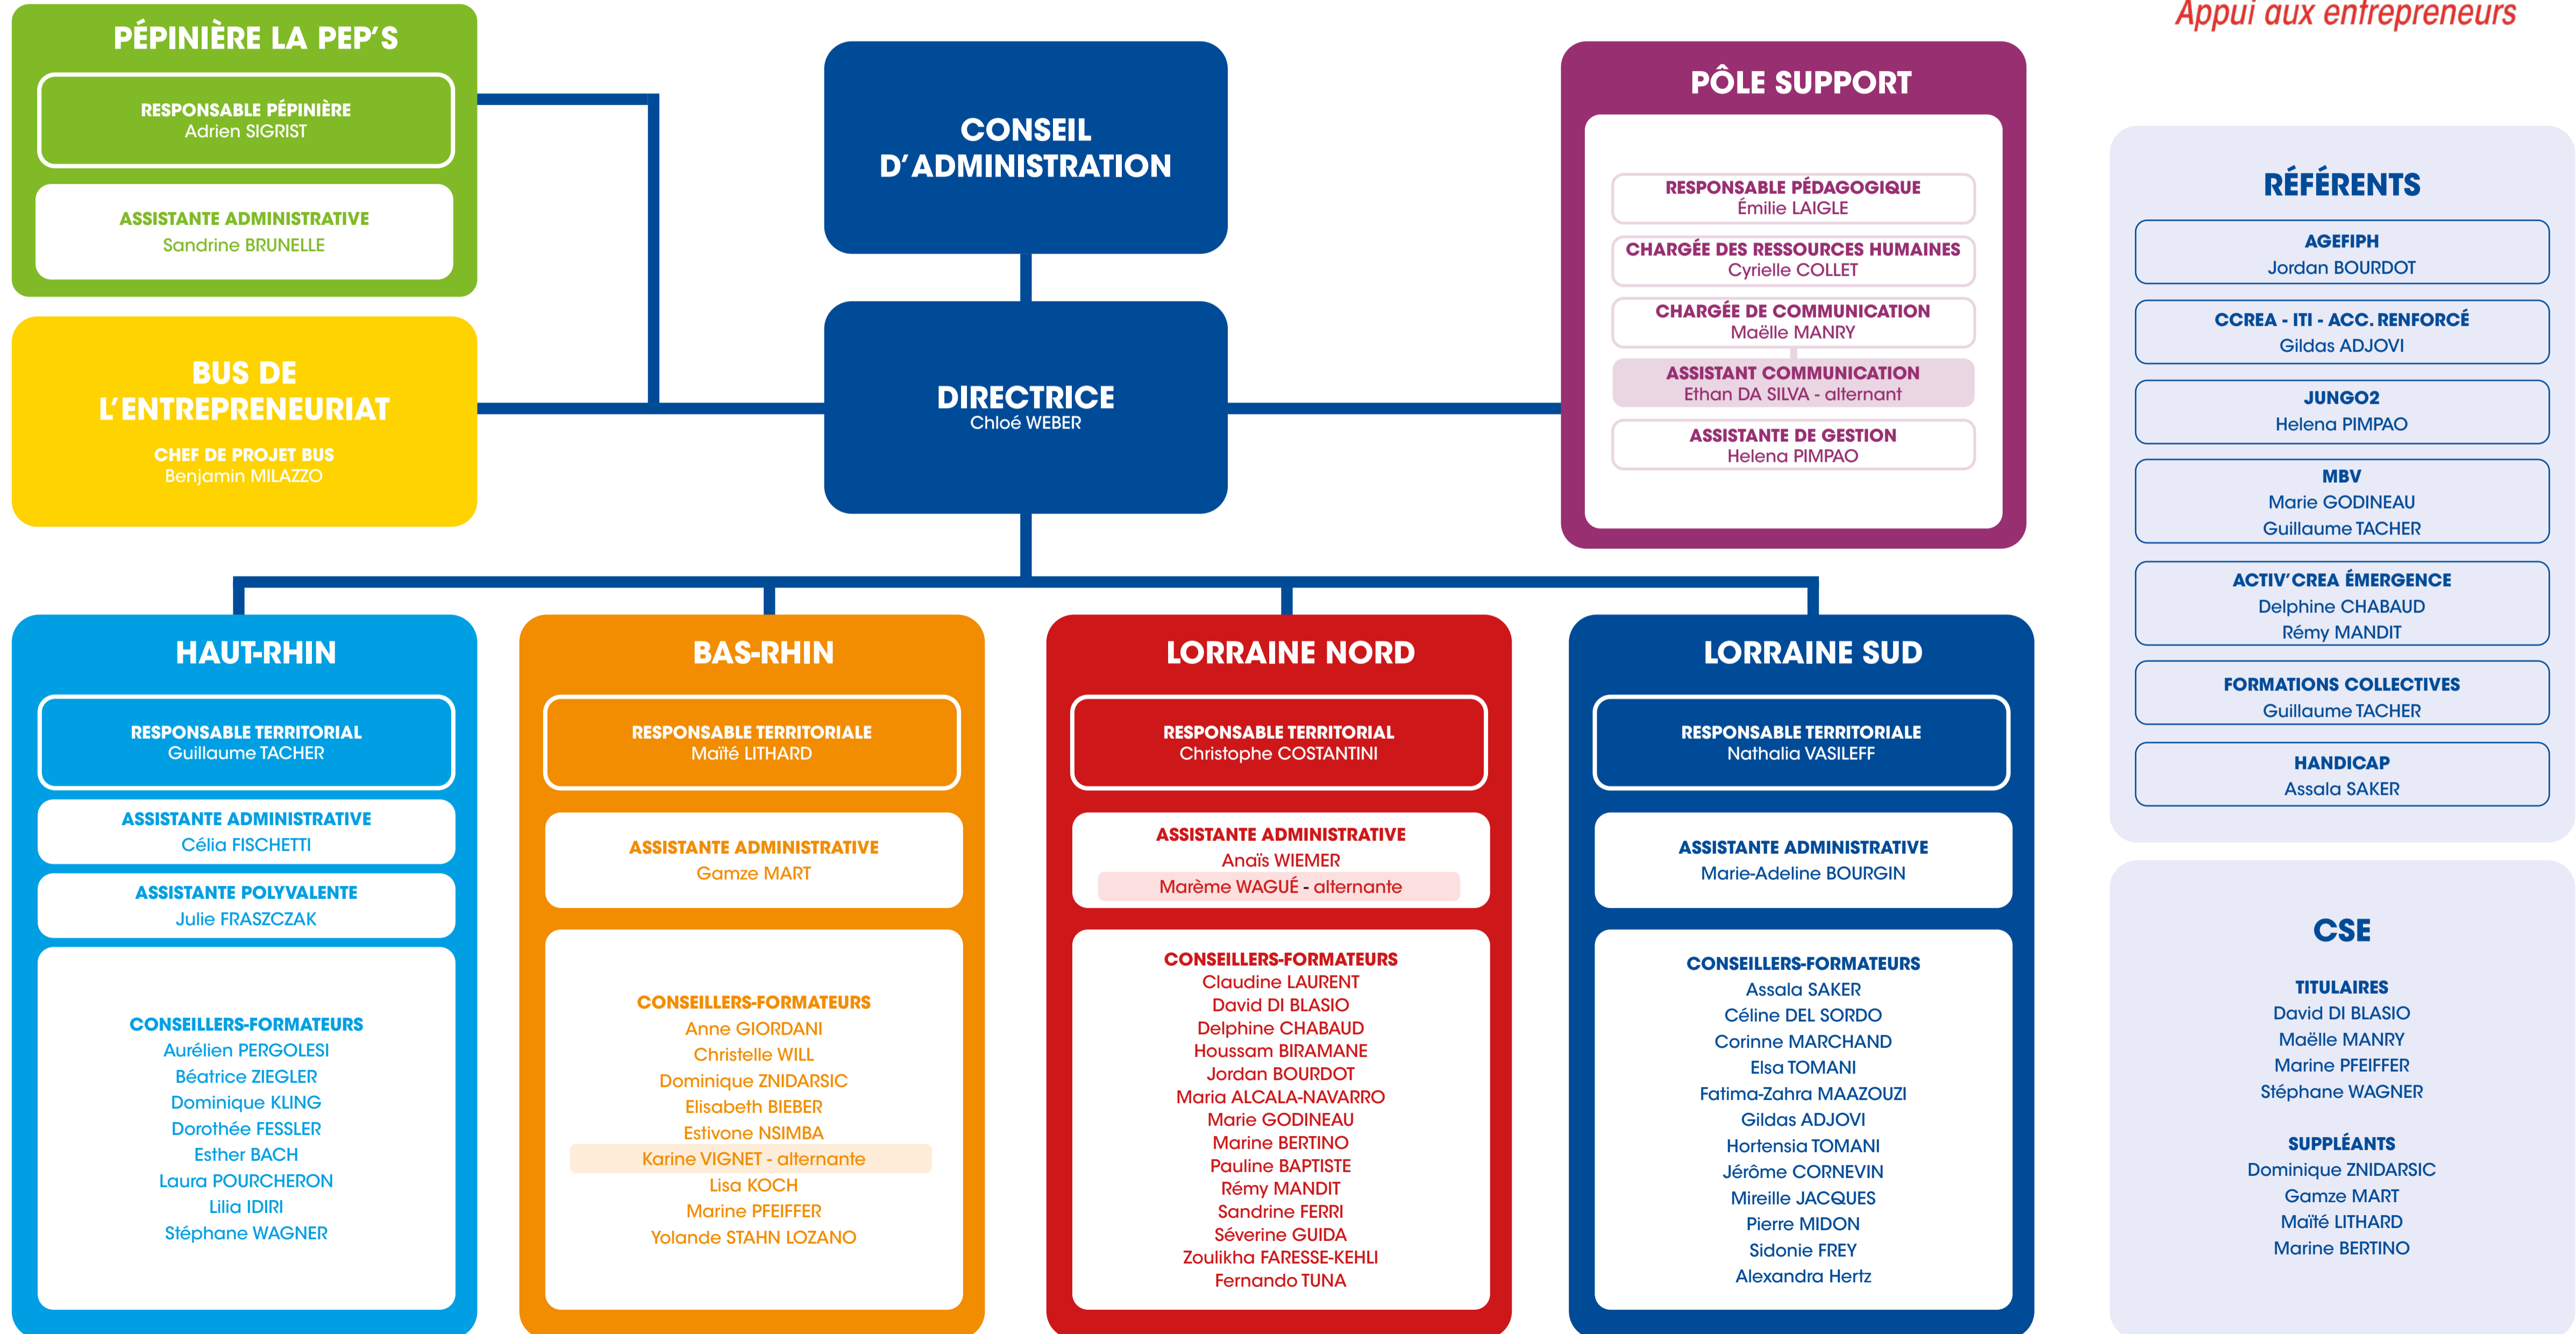 Appui aux entrepreneurs
PÉPINIÈRE LA PEP'S
RESPONSABLE PÉPINIÈRE
Adrien SIGRIST
ASSISTANTE ADMINISTRATIVE
Sandrine BRUNELLE
BUS DE
L'ENTREPRENEURIAT
CHEF DE PROJET BUS
Benjamin MILAZZO
CONSEIL
D'ADMINISTRATION
DIRECTRICE
Chloé WEBER
PÔLE SUPPORT
RESPONSABLE PÉDAGOGIQUE
Émilie LAIGLE
CHARGÉE DES RESSOURCES HUMAINES
Cyrielle COLLET
CHARGÉE DE COMMUNICATION
Maëlle MANRY
ASSISTANT COMMUNICATION
Ethan DA SILVA - alternant
ASSISTANTE DE GESTION
Helena PIMPAO
HAUT-RHIN
RESPONSABLE TERRITORIAL
Guillaume TACHER
ASSISTANTE ADMINISTRATIVE
Célia FISCHETTI
ASSISTANTE POLYVALENTE
Julie FRASZCZAK
CONSEILLERS-FORMATEURS
Aurélien PERGOLESI
Béatrice ZIEGLER
Dominique KLING
Dorothée FESSLER
Esther BACH
Laura POURCHERON
Lilia IDIRI
Stéphane WAGNER
BAS-RHIN
RESPONSABLE TERRITORIALE
Maïté LITHARD
ASSISTANTE ADMINISTRATIVE
Gamze MART
CONSEILLERS-FORMATEURS
Anne GIORDANI
Christelle WILL
Dominique ZNIDARSIC
Elisabeth BIEBER
Estivone NSIMBA
Karine VIGNET - alternante
Lisa KOCH
Marine PFEIFFER
Yolande STAHN LOZANO
LORRAINE NORD
RESPONSABLE TERRITORIAL
Christophe COSTANTINI
ASSISTANTE ADMINISTRATIVE
Anaïs WIEMER
Marème WAGUÉ - alternante
CONSEILLERS-FORMATEURS
Claudine LAURENT
David DI BLASIO
Delphine CHABAUD
Houssam BIRAMANE
Jordan BOURDOT
Maria ALCALA-NAVARRO
Marie GODINEAU
Marine BERTINO
Pauline BAPTISTE
Rémy MANDIT
Sandrine FERRI
Séverine GUIDA
Zoulikha FARESSE-KEHLI
Fernando TUNA
LORRAINE SUD
RESPONSABLE TERRITORIALE
Nathalia VASILEFF
ASSISTANTE ADMINISTRATIVE
Marie-Adeline BOURGIN
CONSEILLERS-FORMATEURS
Assala SAKER
Céline DEL SORDO
Corinne MARCHAND
Elsa TOMANI
Fatima-Zahra MAAZOUZI
Gildas ADJOVI
Hortensia TOMANI
Jérôme CORNEVIN
Mireille JACQUES
Pierre MIDON
Sidonie FREY
Alexandra Hertz
RÉFÉRENTS
AGEFIPH
Jordan BOURDOT
CCREA - ITI - ACC. RENFORCÉ
Gildas ADJOVI
JUNGO2
Helena PIMPAO
MBV
Marie GODINEAU
Guillaume TACHER
ACTIV'CREA ÉMERGENCE
Delphine CHABAUD
Rémy MANDIT
FORMATIONS COLLECTIVES
Guillaume TACHER
HANDICAP
Assala SAKER
CSE
TITULAIRES
David DI BLASIO
Maëlle MANRY
Marine PFEIFFER
Stéphane WAGNER
SUPPLÉANTS
Dominique ZNIDARSIC
Gamze MART
Maïté LITHARD
Marine BERTINO